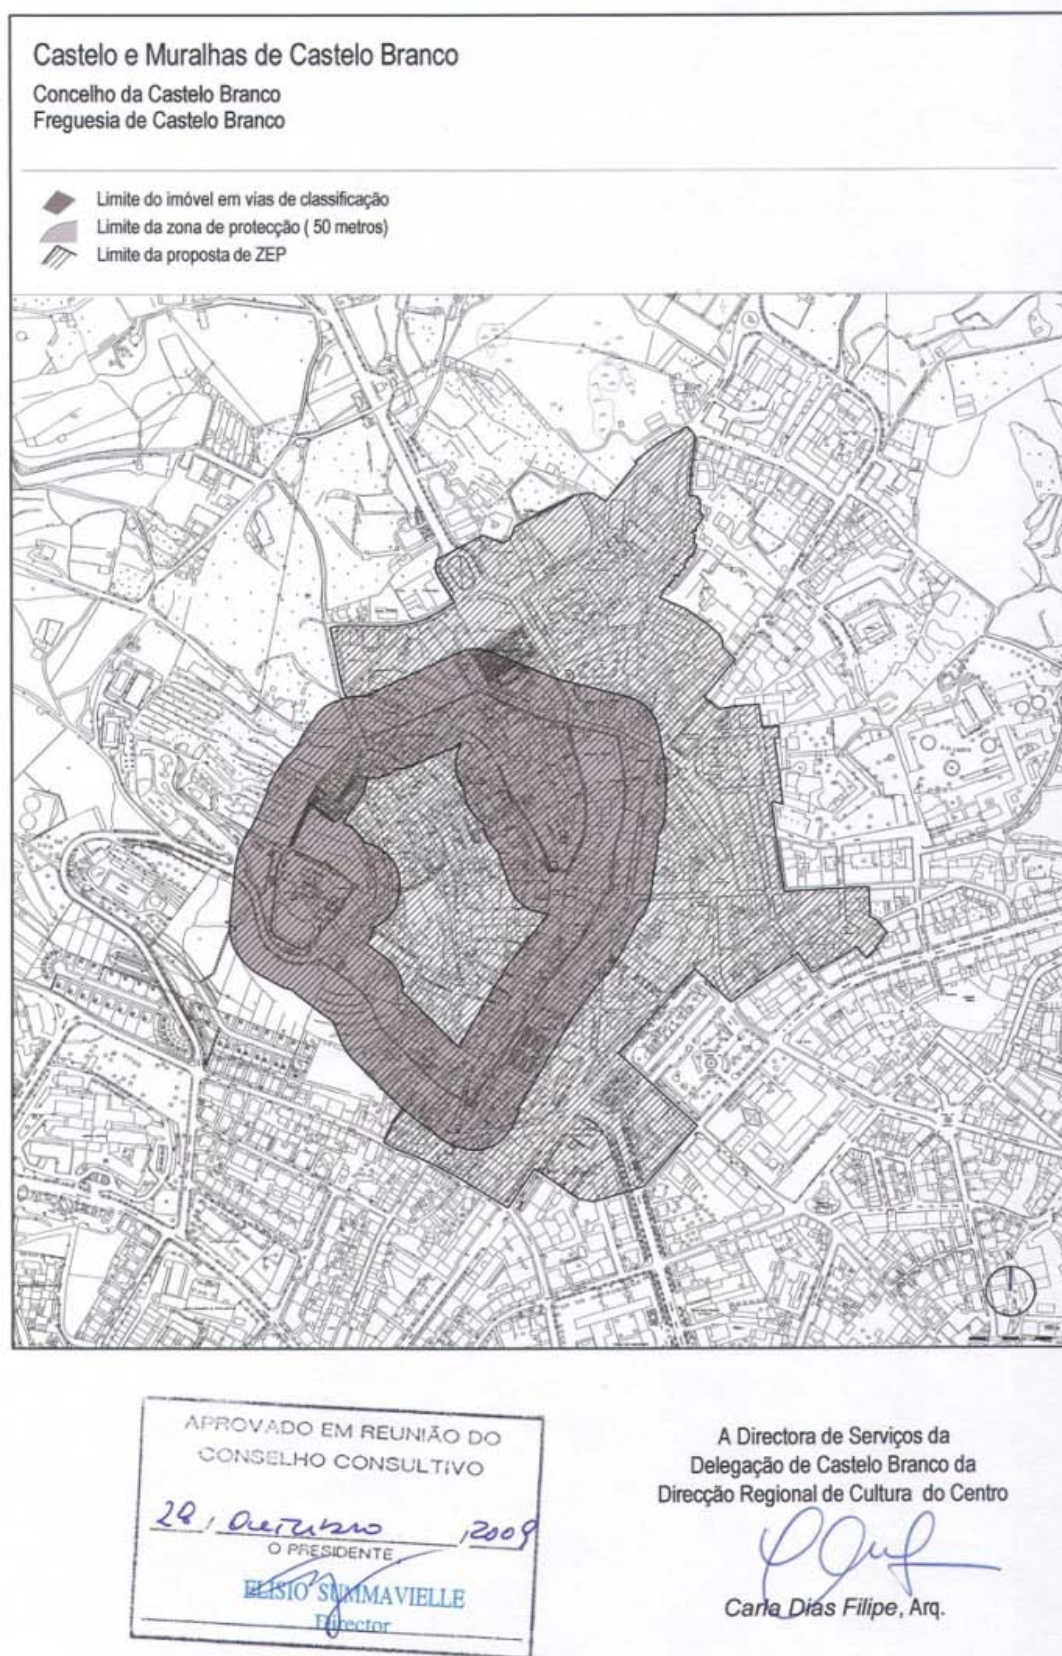 Castelo e Muralhas de Castelo Branco
Concelho da Castelo Branco
Freguesia de Castelo Branco
Limite do imóvel em vias de classificação
Limite da zona de protecção ( 50 metros)
Limite da proposta de ZEP
N
APROVADO EM REUNIÃO DO
CONSELHO CONSULTIVO
28, outubro, 2009
O PRESIDENTE
ELISIO SUMMAVIELLE
Director
A Directora de Serviços da
Delegação de Castelo Branco da
Direcção Regional de Cultura do Centro
Carla Dias Filipe, Arq.